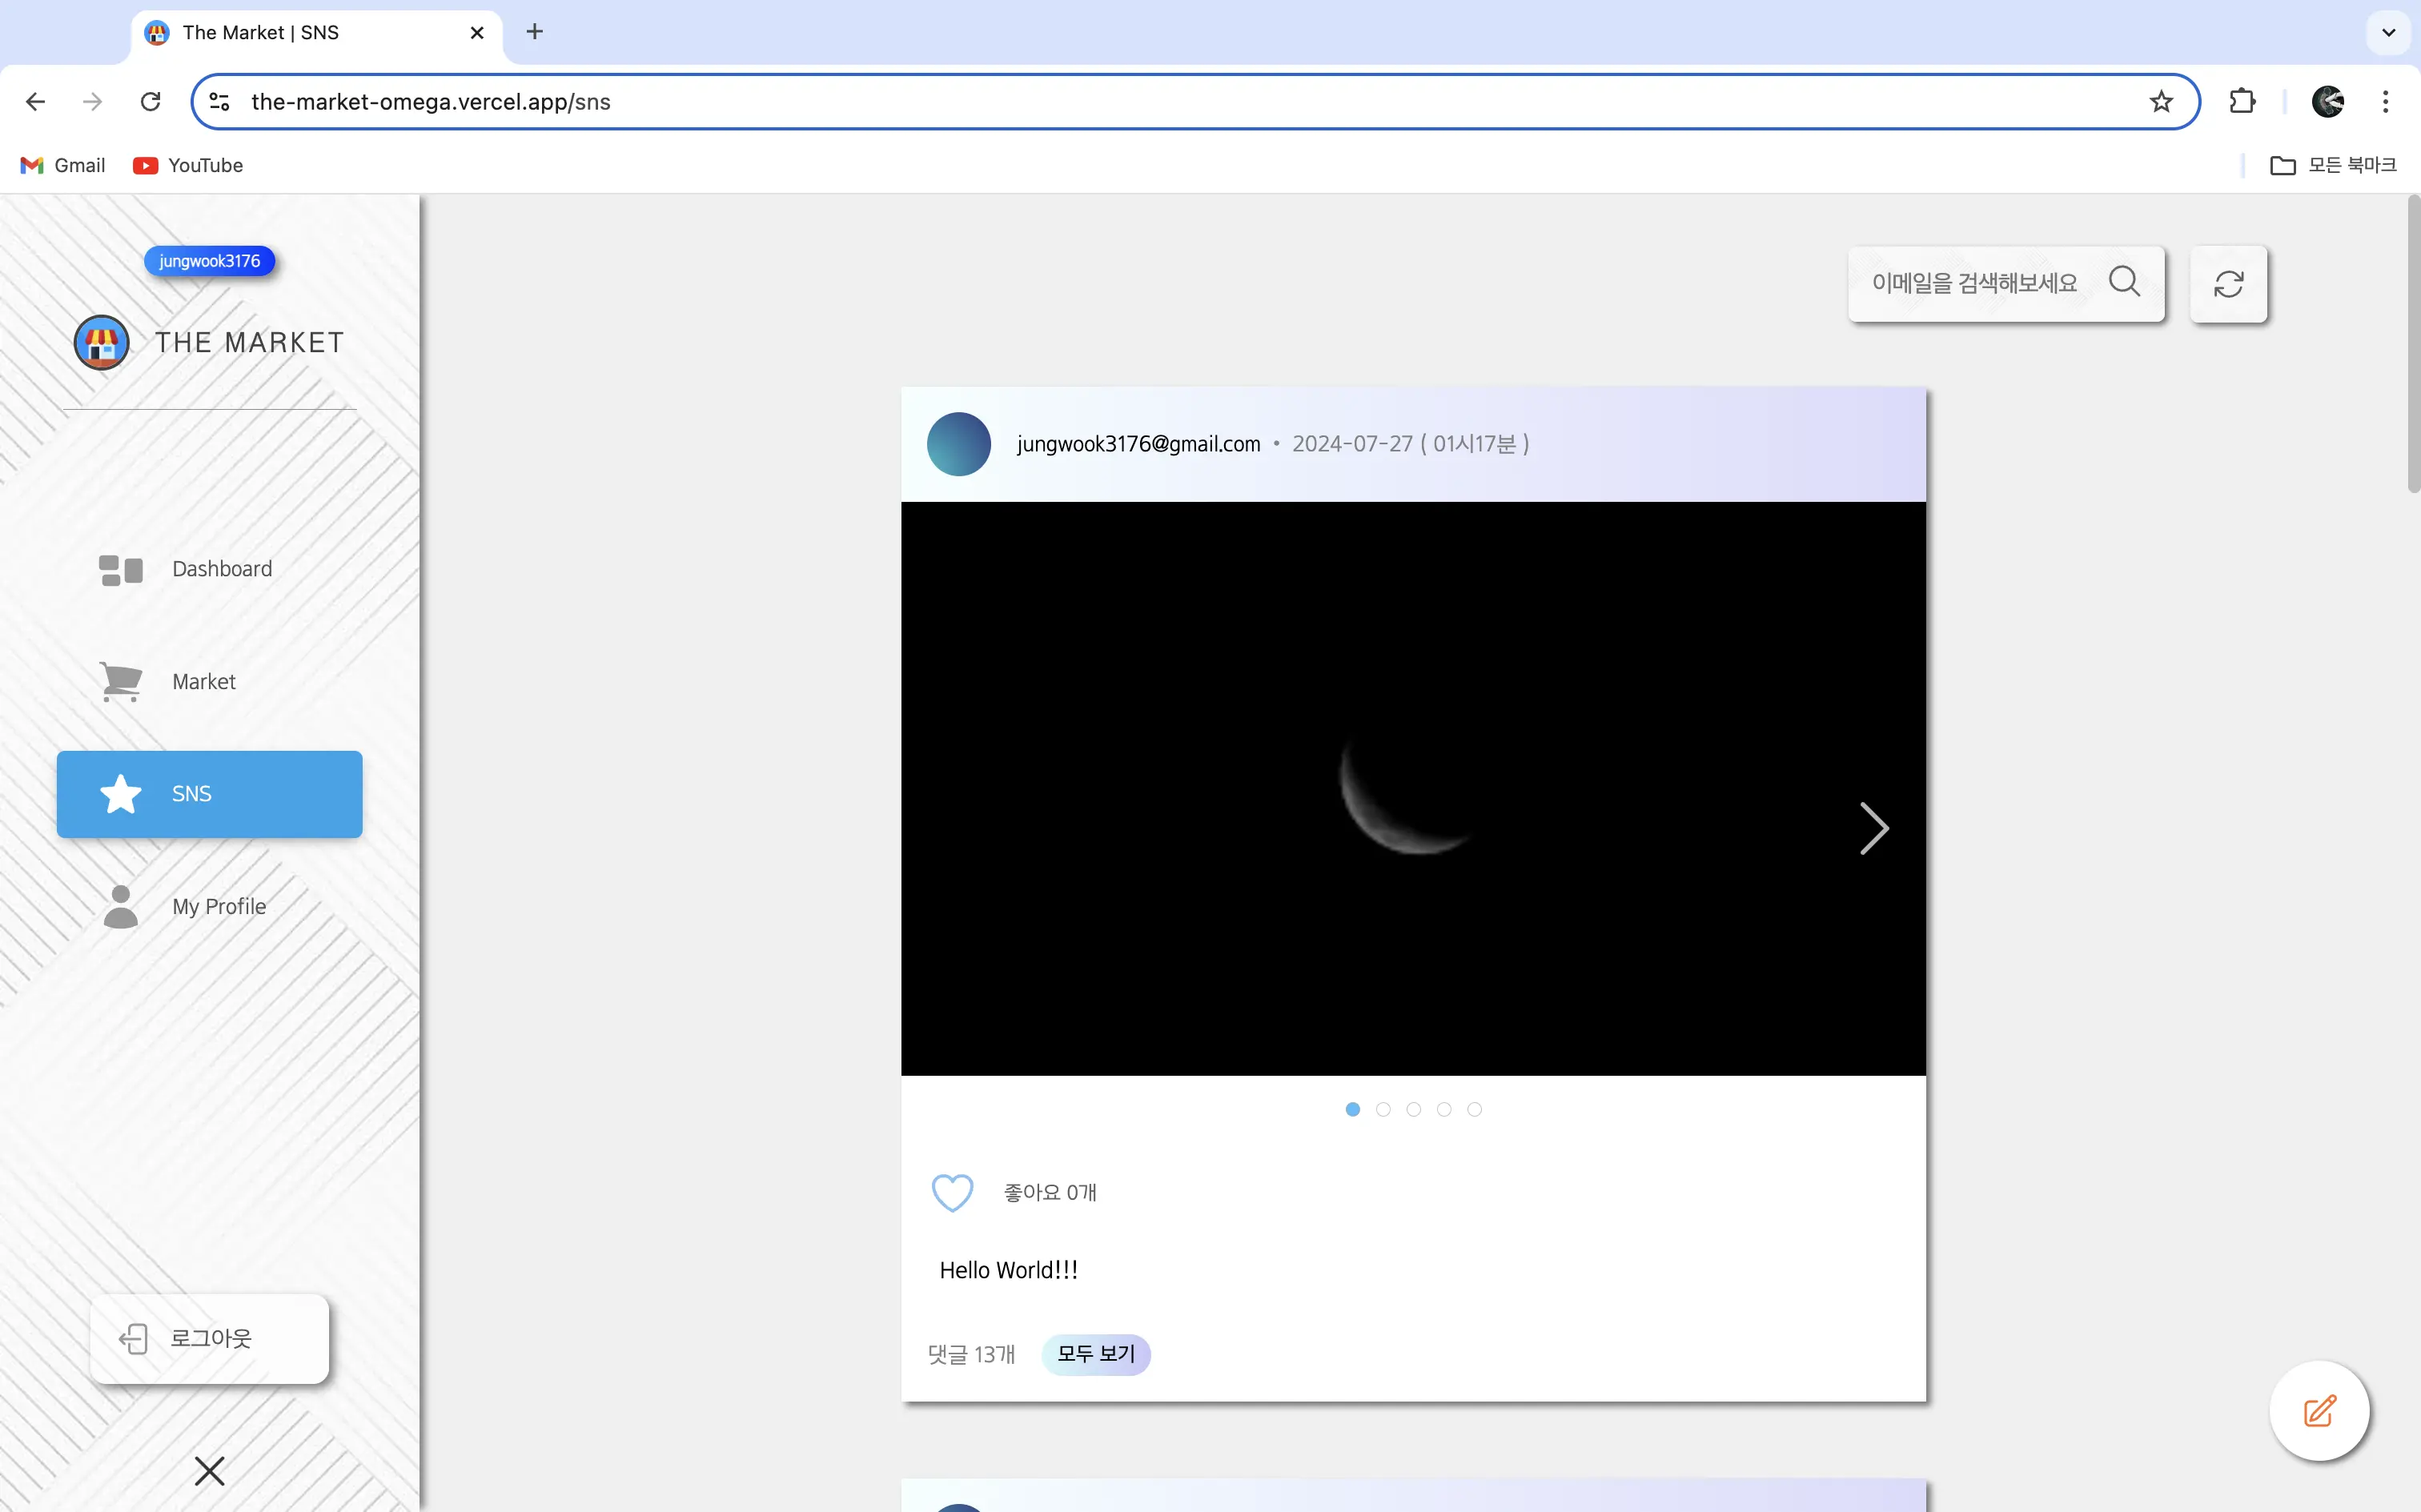 The Market | SNS
the-market-omega.vercel.app/sns
Gmail
YouTube
모든 북마크
jungwook3176
THE MARKET
Dashboard
Market
SNS
My Profile
로그아웃
이메일을 검색해보세요
jungwook3176@gmail.com • 2024-07-27 ( 01시17분 )
좋아요 0개
Hello World!!!
댓글 13개
모두 보기